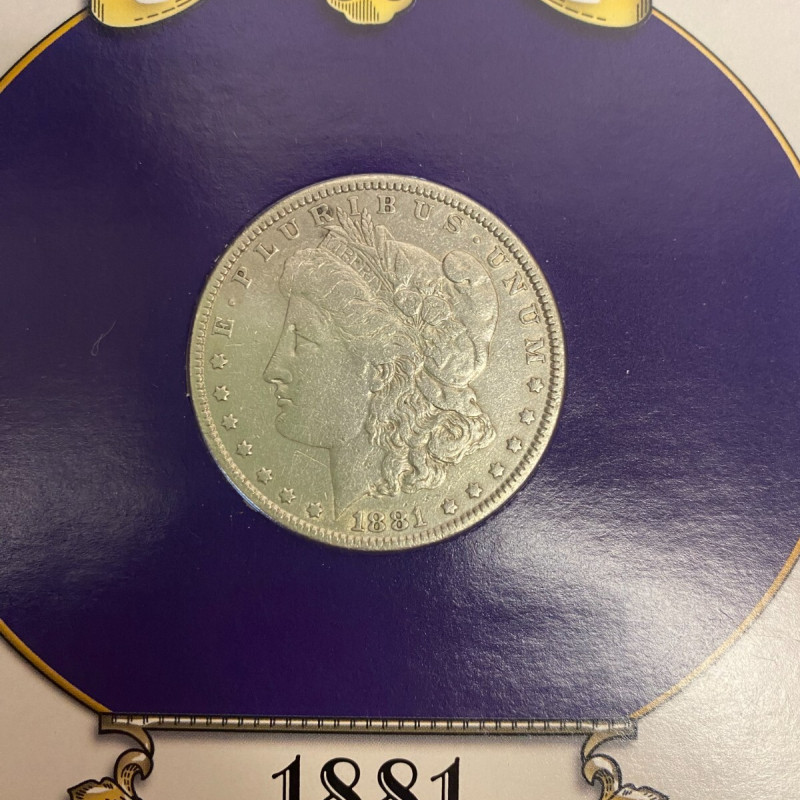 E · PLURIBUS · UNUM
LIBERTY
1881
1881